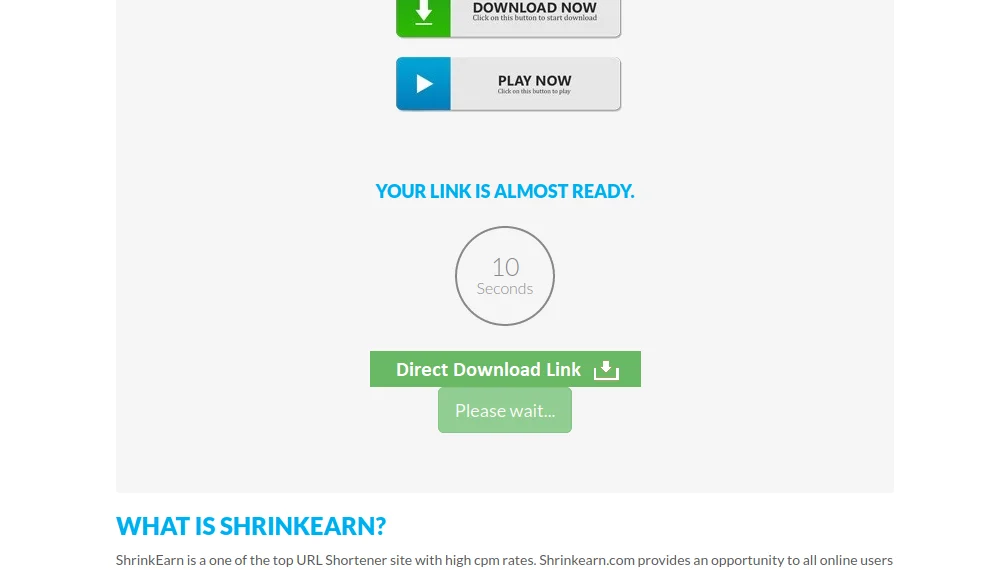 DOWNLOAD NOW
Click on this button to start download
PLAY NOW
Click on this button to play
YOUR LINK IS ALMOST READY.
10
Seconds
Direct Download Link
Please wait...
WHAT IS SHRINKEARN?
ShrinkEarn is a one of the top URL Shortener site with high cpm rates. Shrinkearn.com provides an opportunity to all online users